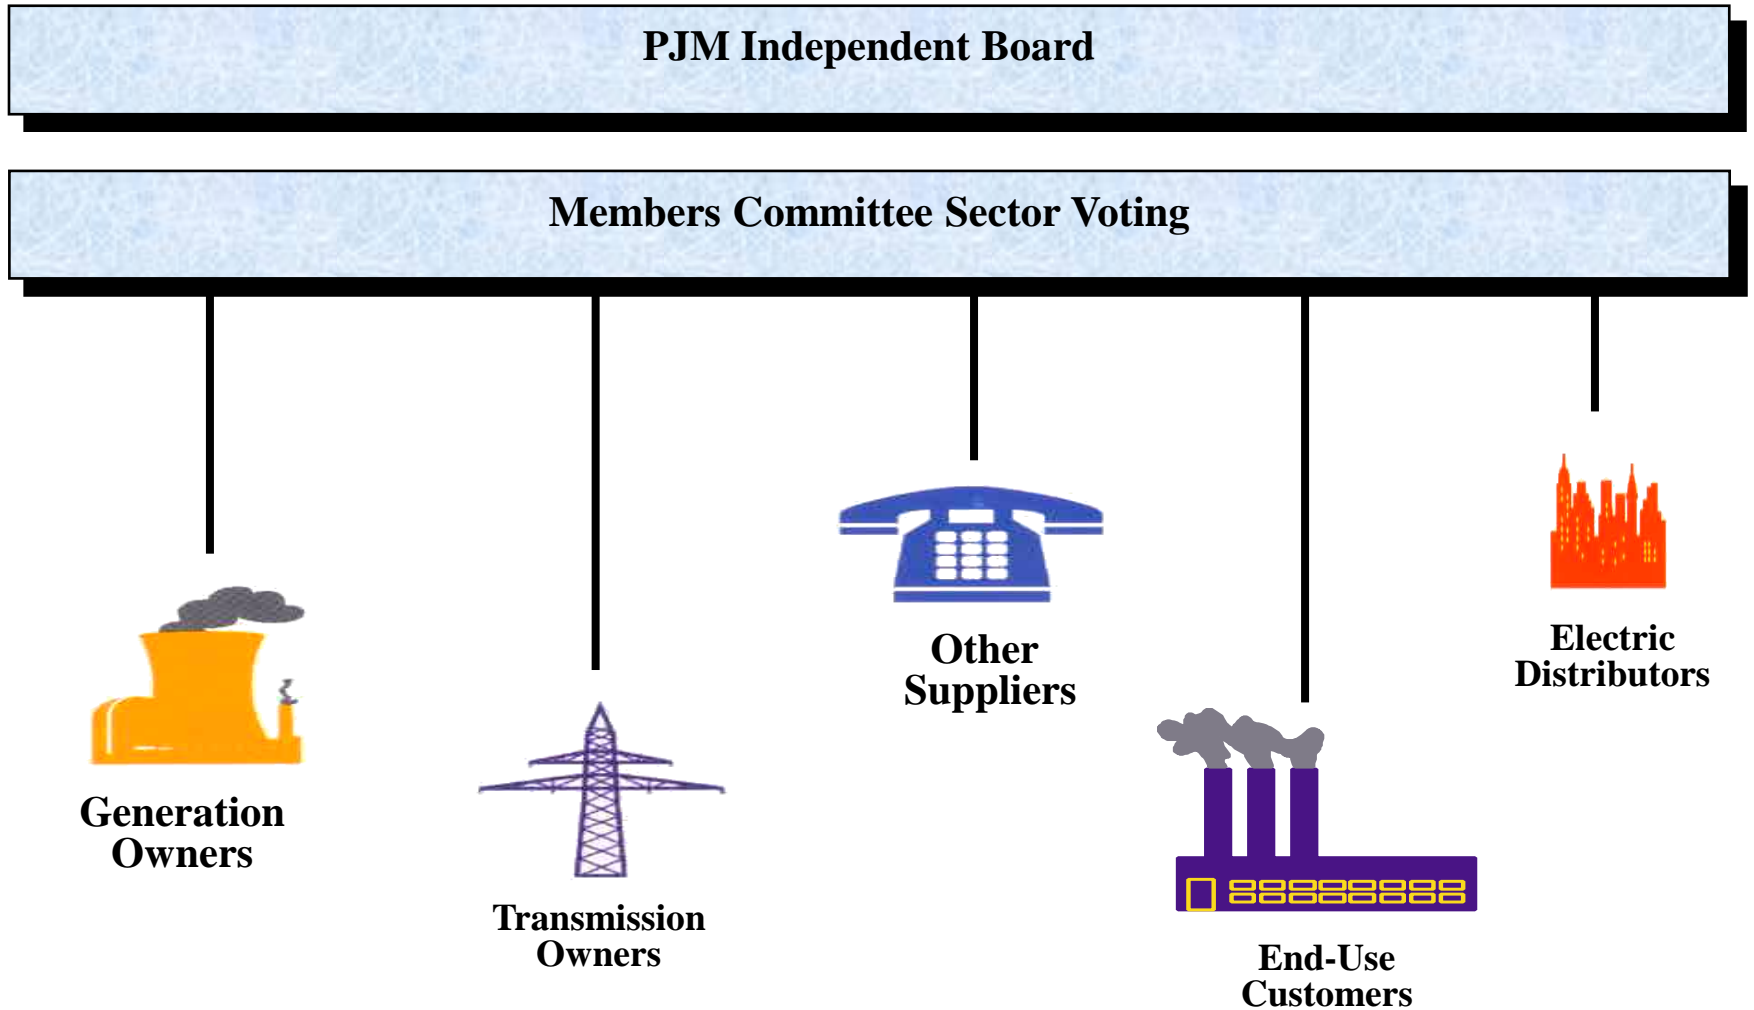 PJM Independent Board
Members Committee Sector Voting
Generation
Owners
Transmission
Owners
Other
Suppliers
End-Use
Customers
Electric
Distributors